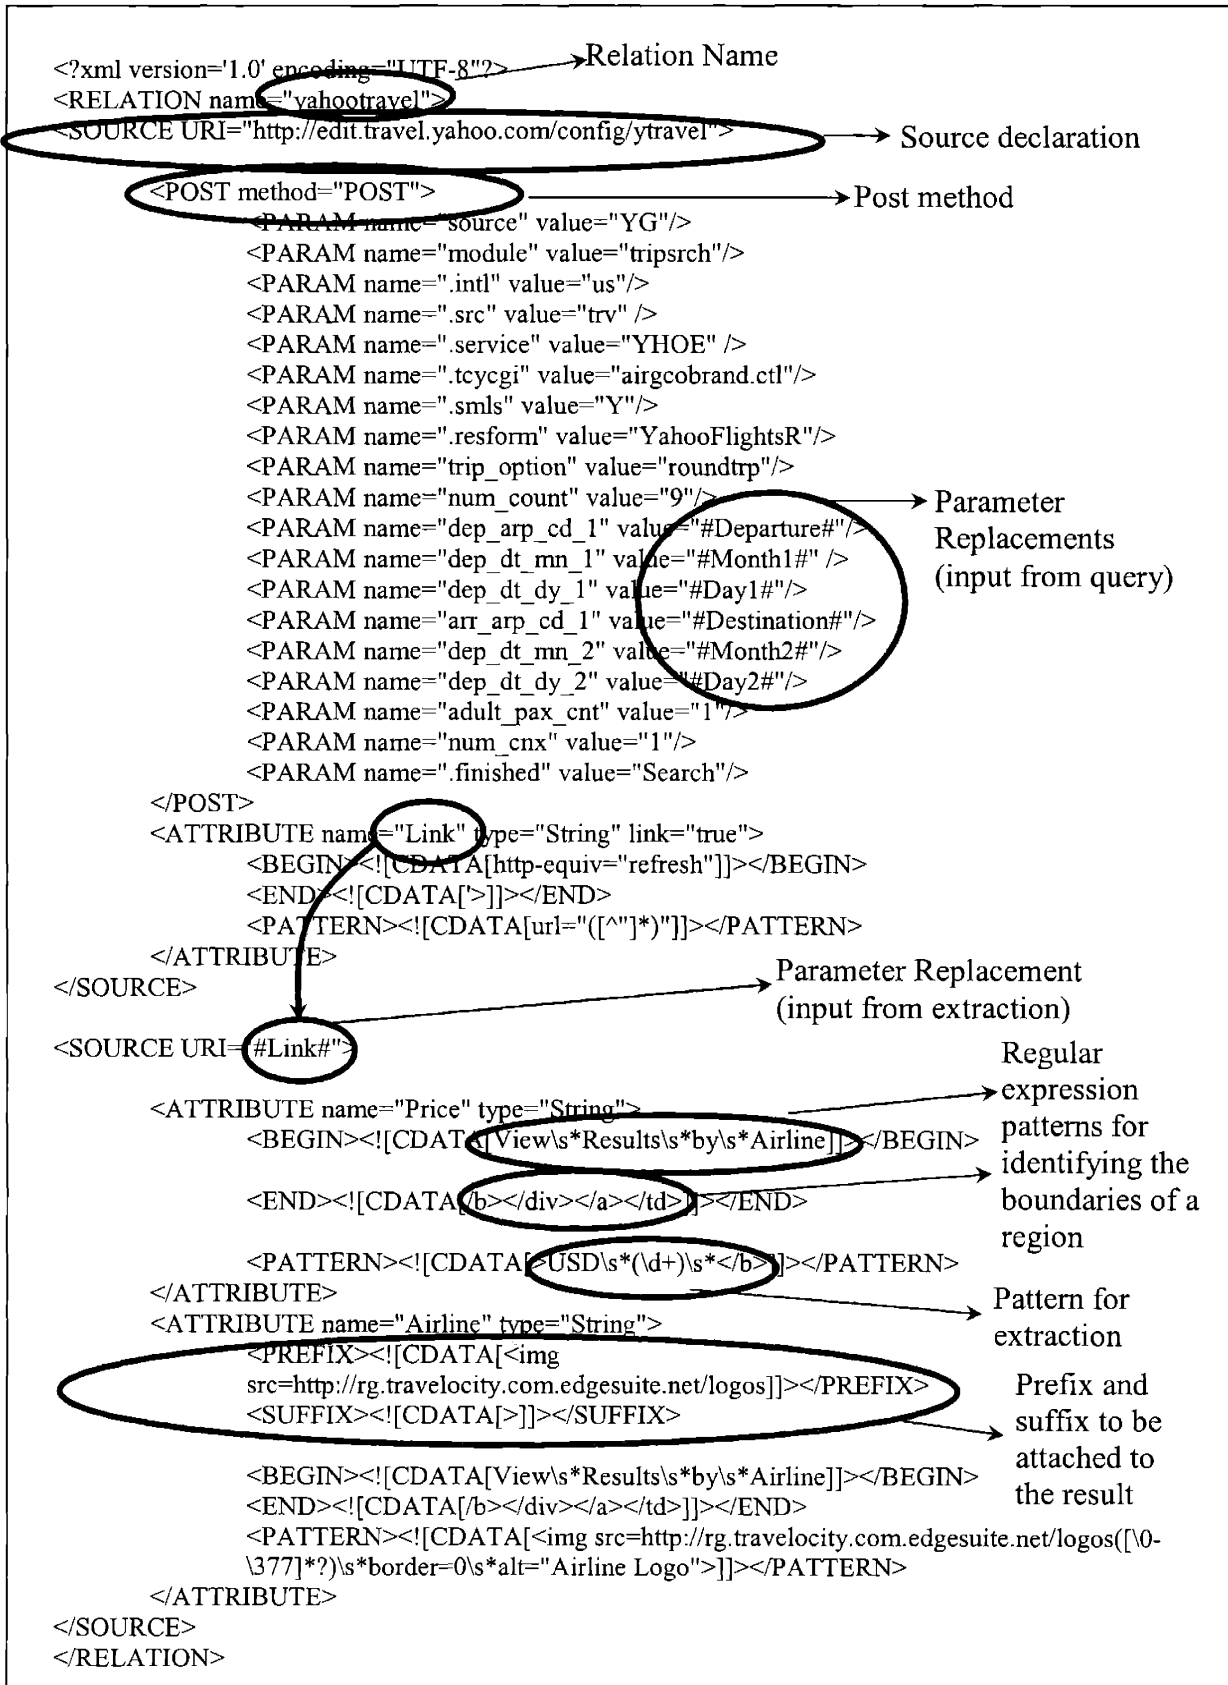 <?xml version='1.0' encoding="UTF-8"?>
Relation Name
<RELATION name="yahootravel">
<SOURCE URI="http://edit.travel.yahoo.com/config/ytravel">
Source declaration
<POST method="POST">
Post method
<PARAM name="source" value="YG"/>
<PARAM name="module" value="tripsrch"/>
<PARAM name=".intl" value="us"/>
<PARAM name=".src" value="trv" />
<PARAM name=".service" value="YHOE" />
<PARAM name=".tcycgi" value="airgcobrand.ctl"/>
<PARAM name=".smls" value="Y"/>
<PARAM name=".resform" value="YahooFlightsR"/>
<PARAM name="trip_option" value="roundtrp"/>
<PARAM name="num_count" value="9"/>
<PARAM name="dep_arp_cd_1" value="#Departure#"/>
<PARAM name="dep_dt_mn_1" value="#Month1#" />
<PARAM name="dep_dt_dy_1" value="#Day1#"/>
<PARAM name="arr_arp_cd_1" value="#Destination#"/>
<PARAM name="dep_dt_mn_2" value="#Month2#"/>
<PARAM name="dep_dt_dy_2" value="#Day2#"/>
<PARAM name="adult_pax_cnt" value="1"/>
<PARAM name="num_cnx" value="1"/>
<PARAM name=".finished" value="Search"/>
Parameter
Replacements
(input from query)
</POST>
<ATTRIBUTE name="Link" type="String" link="true">
<BEGIN><![CDATA[http-equiv="refresh"]]></BEGIN>
<END><![CDATA['>]]></END>
<PATTERN><![CDATA[url="([^"]*)"]]></PATTERN>
</ATTRIBUTE>
</SOURCE>
Parameter Replacement
(input from extraction)
<SOURCE URI="#Link#">
<ATTRIBUTE name="Price" type="String">
<BEGIN><![CDATA[View\s*Results\s*by\s*Airline]]></BEGIN>
<END><![CDATA[/b></div></a></td>]]></END>
Regular
expression
patterns for
identifying the
boundaries of a
region
<PATTERN><![CDATA[>USD\s*(\d+)\s*</b>]]></PATTERN>
</ATTRIBUTE>
Pattern for
extraction
<ATTRIBUTE name="Airline" type="String">
<PREFIX><![CDATA[<img
src=http://rg.travelocity.com.edgesuite.net/logos]]></PREFIX>
<SUFFIX><![CDATA[>]]></SUFFIX>
Prefix and
suffix to be
attached to
the result
<BEGIN><![CDATA[View\s*Results\s*by\s*Airline]]></BEGIN>
<END><![CDATA[/b></div></a></td>]]></END>
<PATTERN><![CDATA[<img src=http://rg.travelocity.com.edgesuite.net/logos([\0-
\377]*?)\s*border=0\s*alt="Airline Logo">]]></PATTERN>
</ATTRIBUTE>
</SOURCE>
</RELATION>